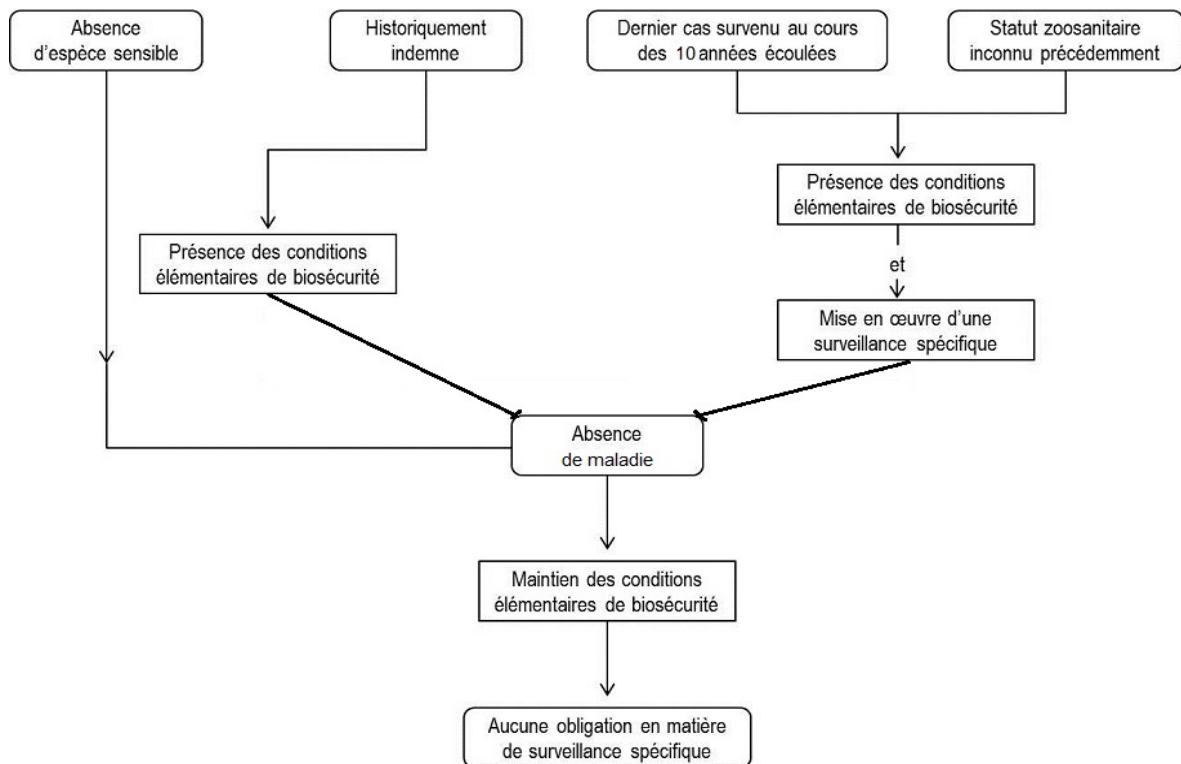 Absence
d'espèce sensible
Historiquement
indemne
Dernier cas survenu au cours
des 10 années écoulées
Statut zoosanitaire
inconnu précédemment
Présence des conditions
élémentaires de biosécurité
Présence des conditions
élémentaires de biosécurité
et
Mise en œuvre d'une
surveillance spécifique
Absence
de maladie
Maintien des conditions
élémentaires de biosécurité
Aucune obligation en matière
de surveillance spécifique